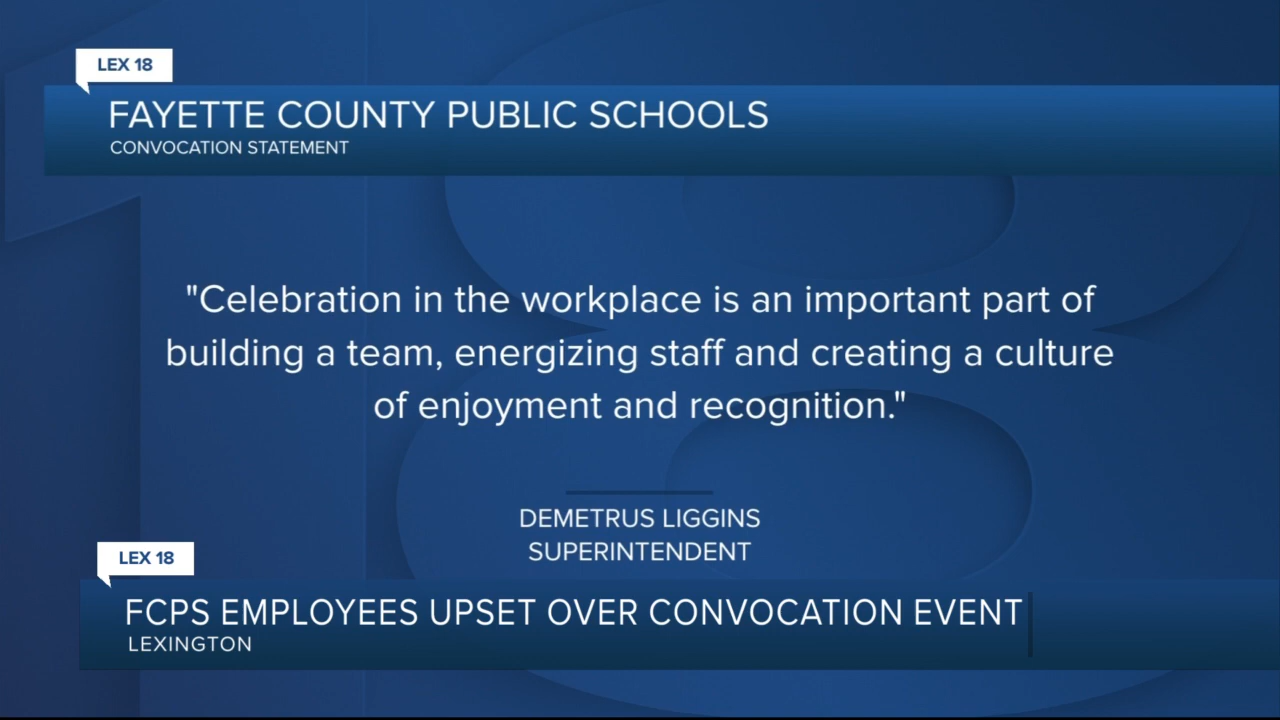 LEX 18
FAYETTE COUNTY PUBLIC SCHOOLS
CONVOCATION STATEMENT
"Celebration in the workplace is an important part of
building a team, energizing staff and creating a culture
of enjoyment and recognition."
DEMETRUS LIGGINS
SUPERINTENDENT
LEX 18
FCPS EMPLOYEES UPSET OVER CONVOCATION EVENT
LEXINGTON